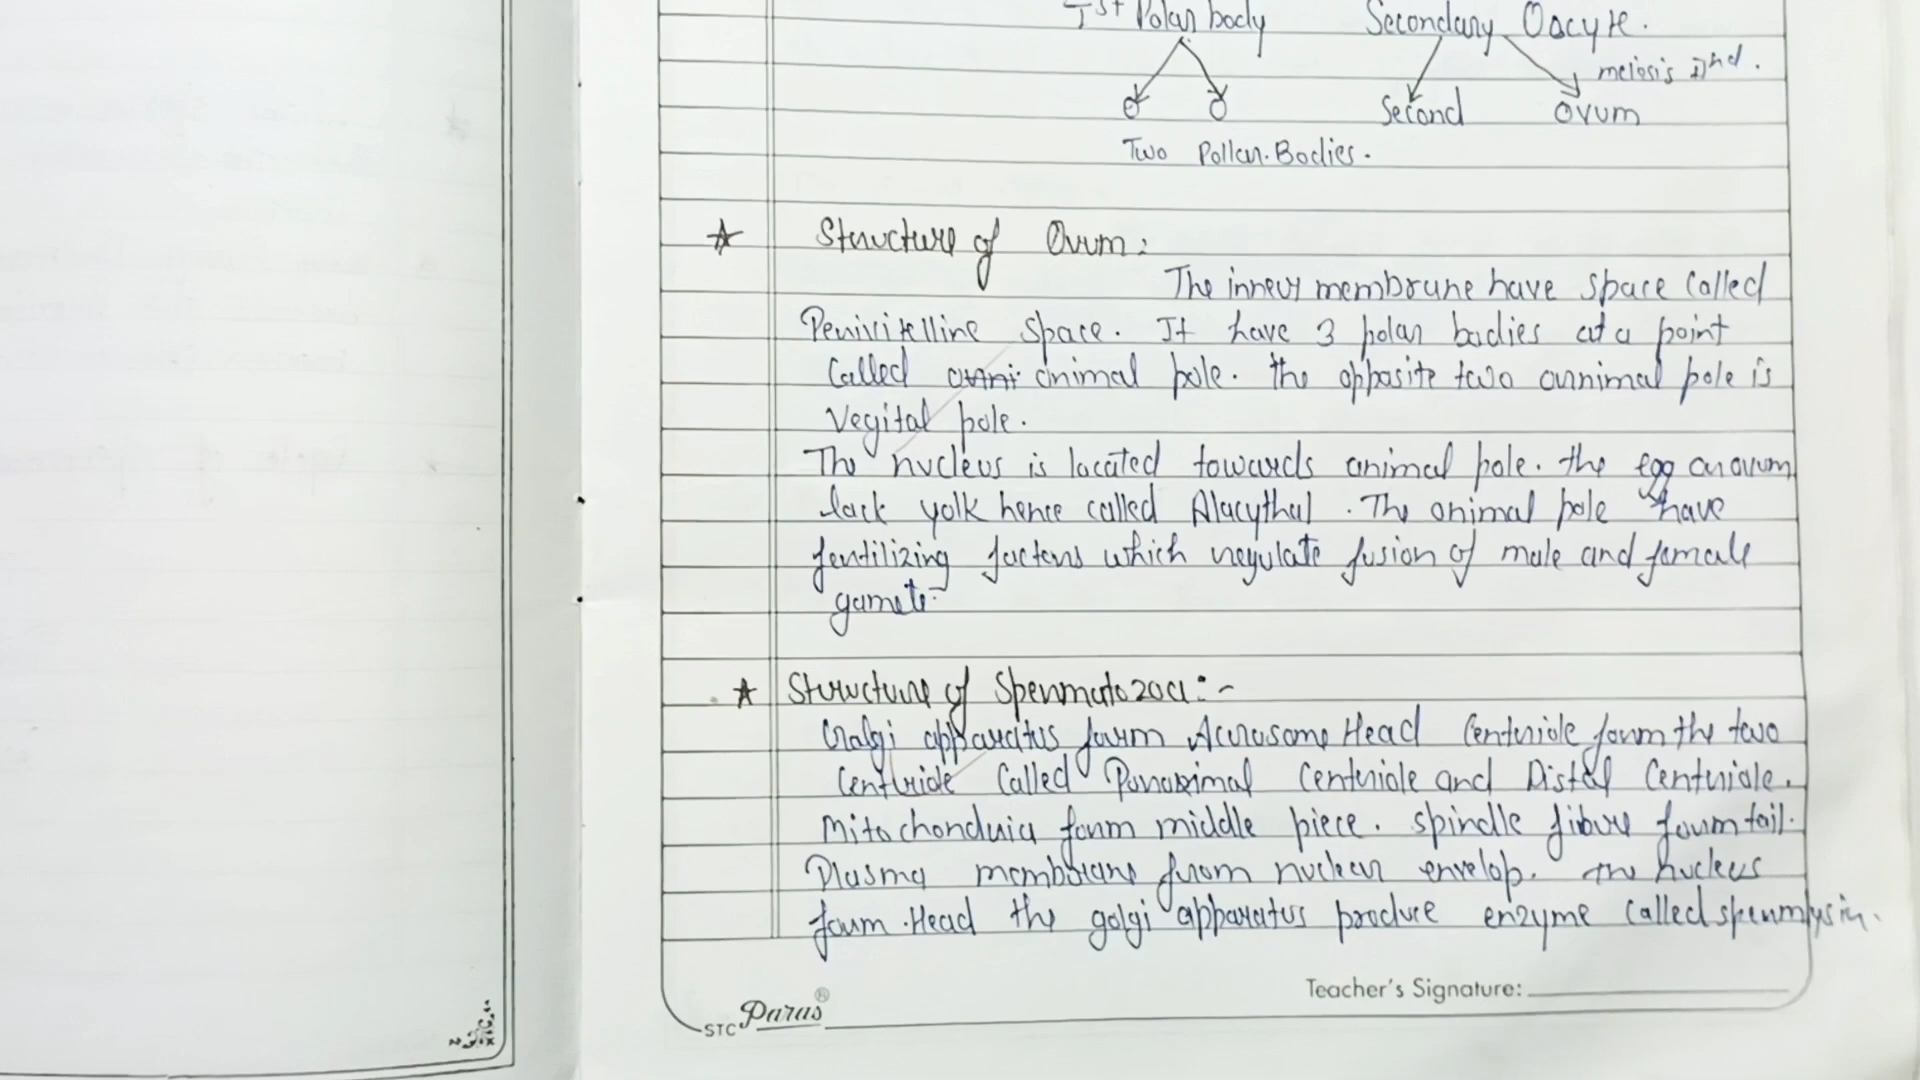 Ist Polar body Secondary Oocyte.
meiosis IInd.
Second Ovum
Two Pollar. Bodies.
Structure of Ovum:
The inner membrane have space called
Perivitelline space. It have 3 polar bodies at a point
called animal pole. the opposite two annimal pole is
Vegital pole.
The nucleus is located towards animal pole. the egg or ovum
lack yolk hence called Alacythal. The animal pole have
fertilizing factors which regulate fusion of male and female
gamete.
Structure of Spermatozoa:-
Golgi apparatus form Acrosome Head Centriole form the two
Centriole Called Proximal Centriole and Distal Centriole.
Mitochondria form middle piece. spindle fibre form tail.
Plasma membrane from nuclear envelop. The nucleus
form Head the golgi apparatus produce enzyme called spermlysin.
Teacher's Signature:
STC Paras®